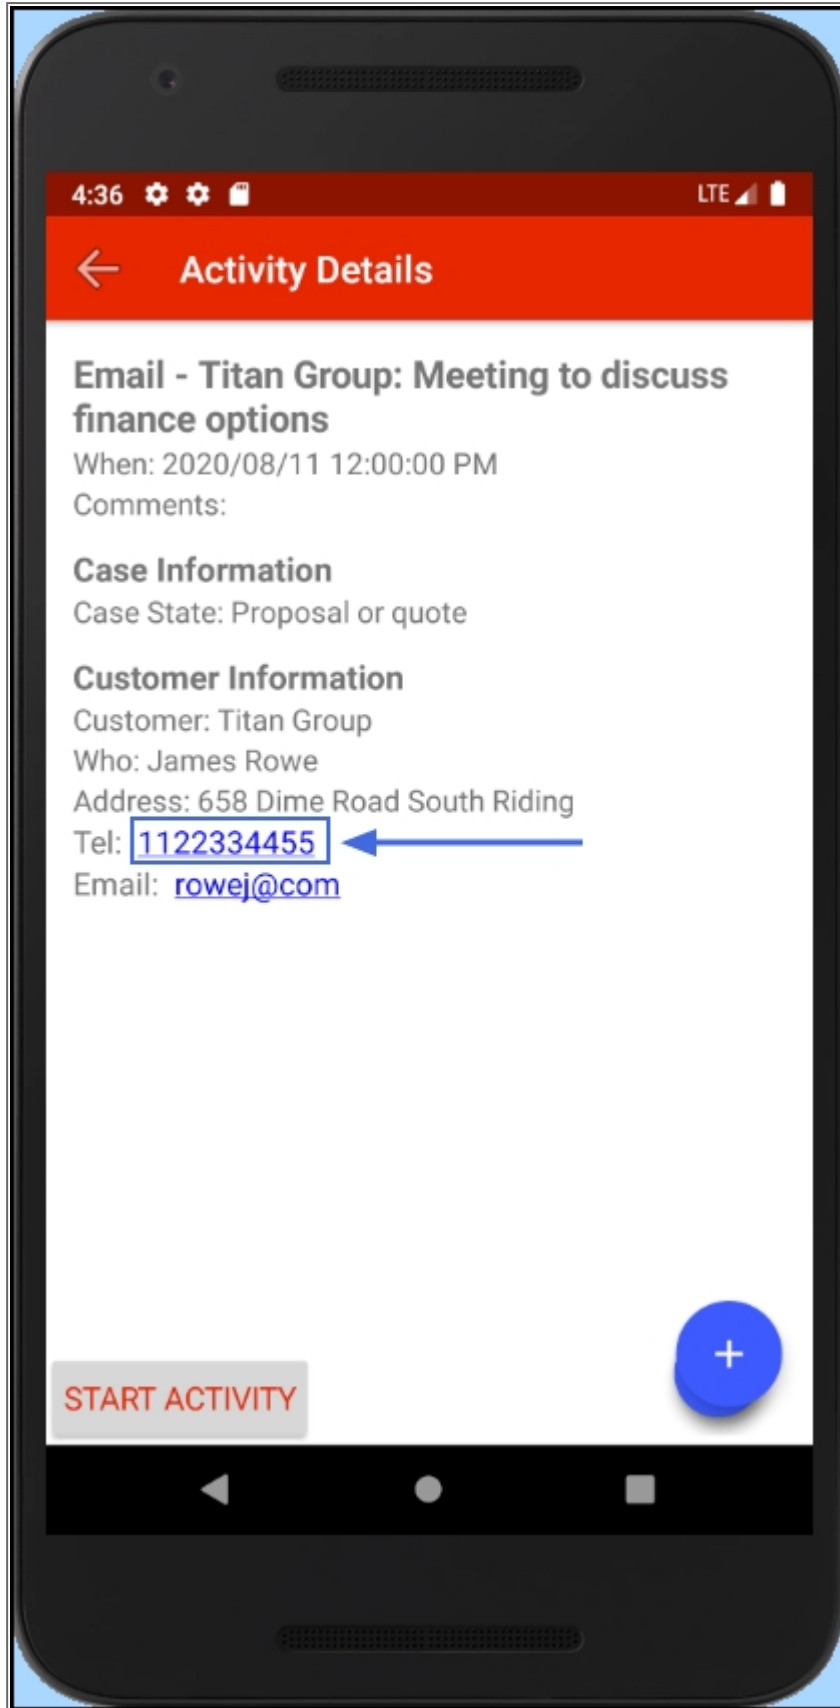 4:36 LTE
Activity Details
Email - Titan Group: Meeting to discuss
finance options
When: 2020/08/11 12:00:00 PM
Comments:
Case Information
Case State: Proposal or quote
Customer Information
Customer: Titan Group
Who: James Rowe
Address: 658 Dime Road South Riding
Tel: 1122334455
Email: rowej@com
+
START ACTIVITY